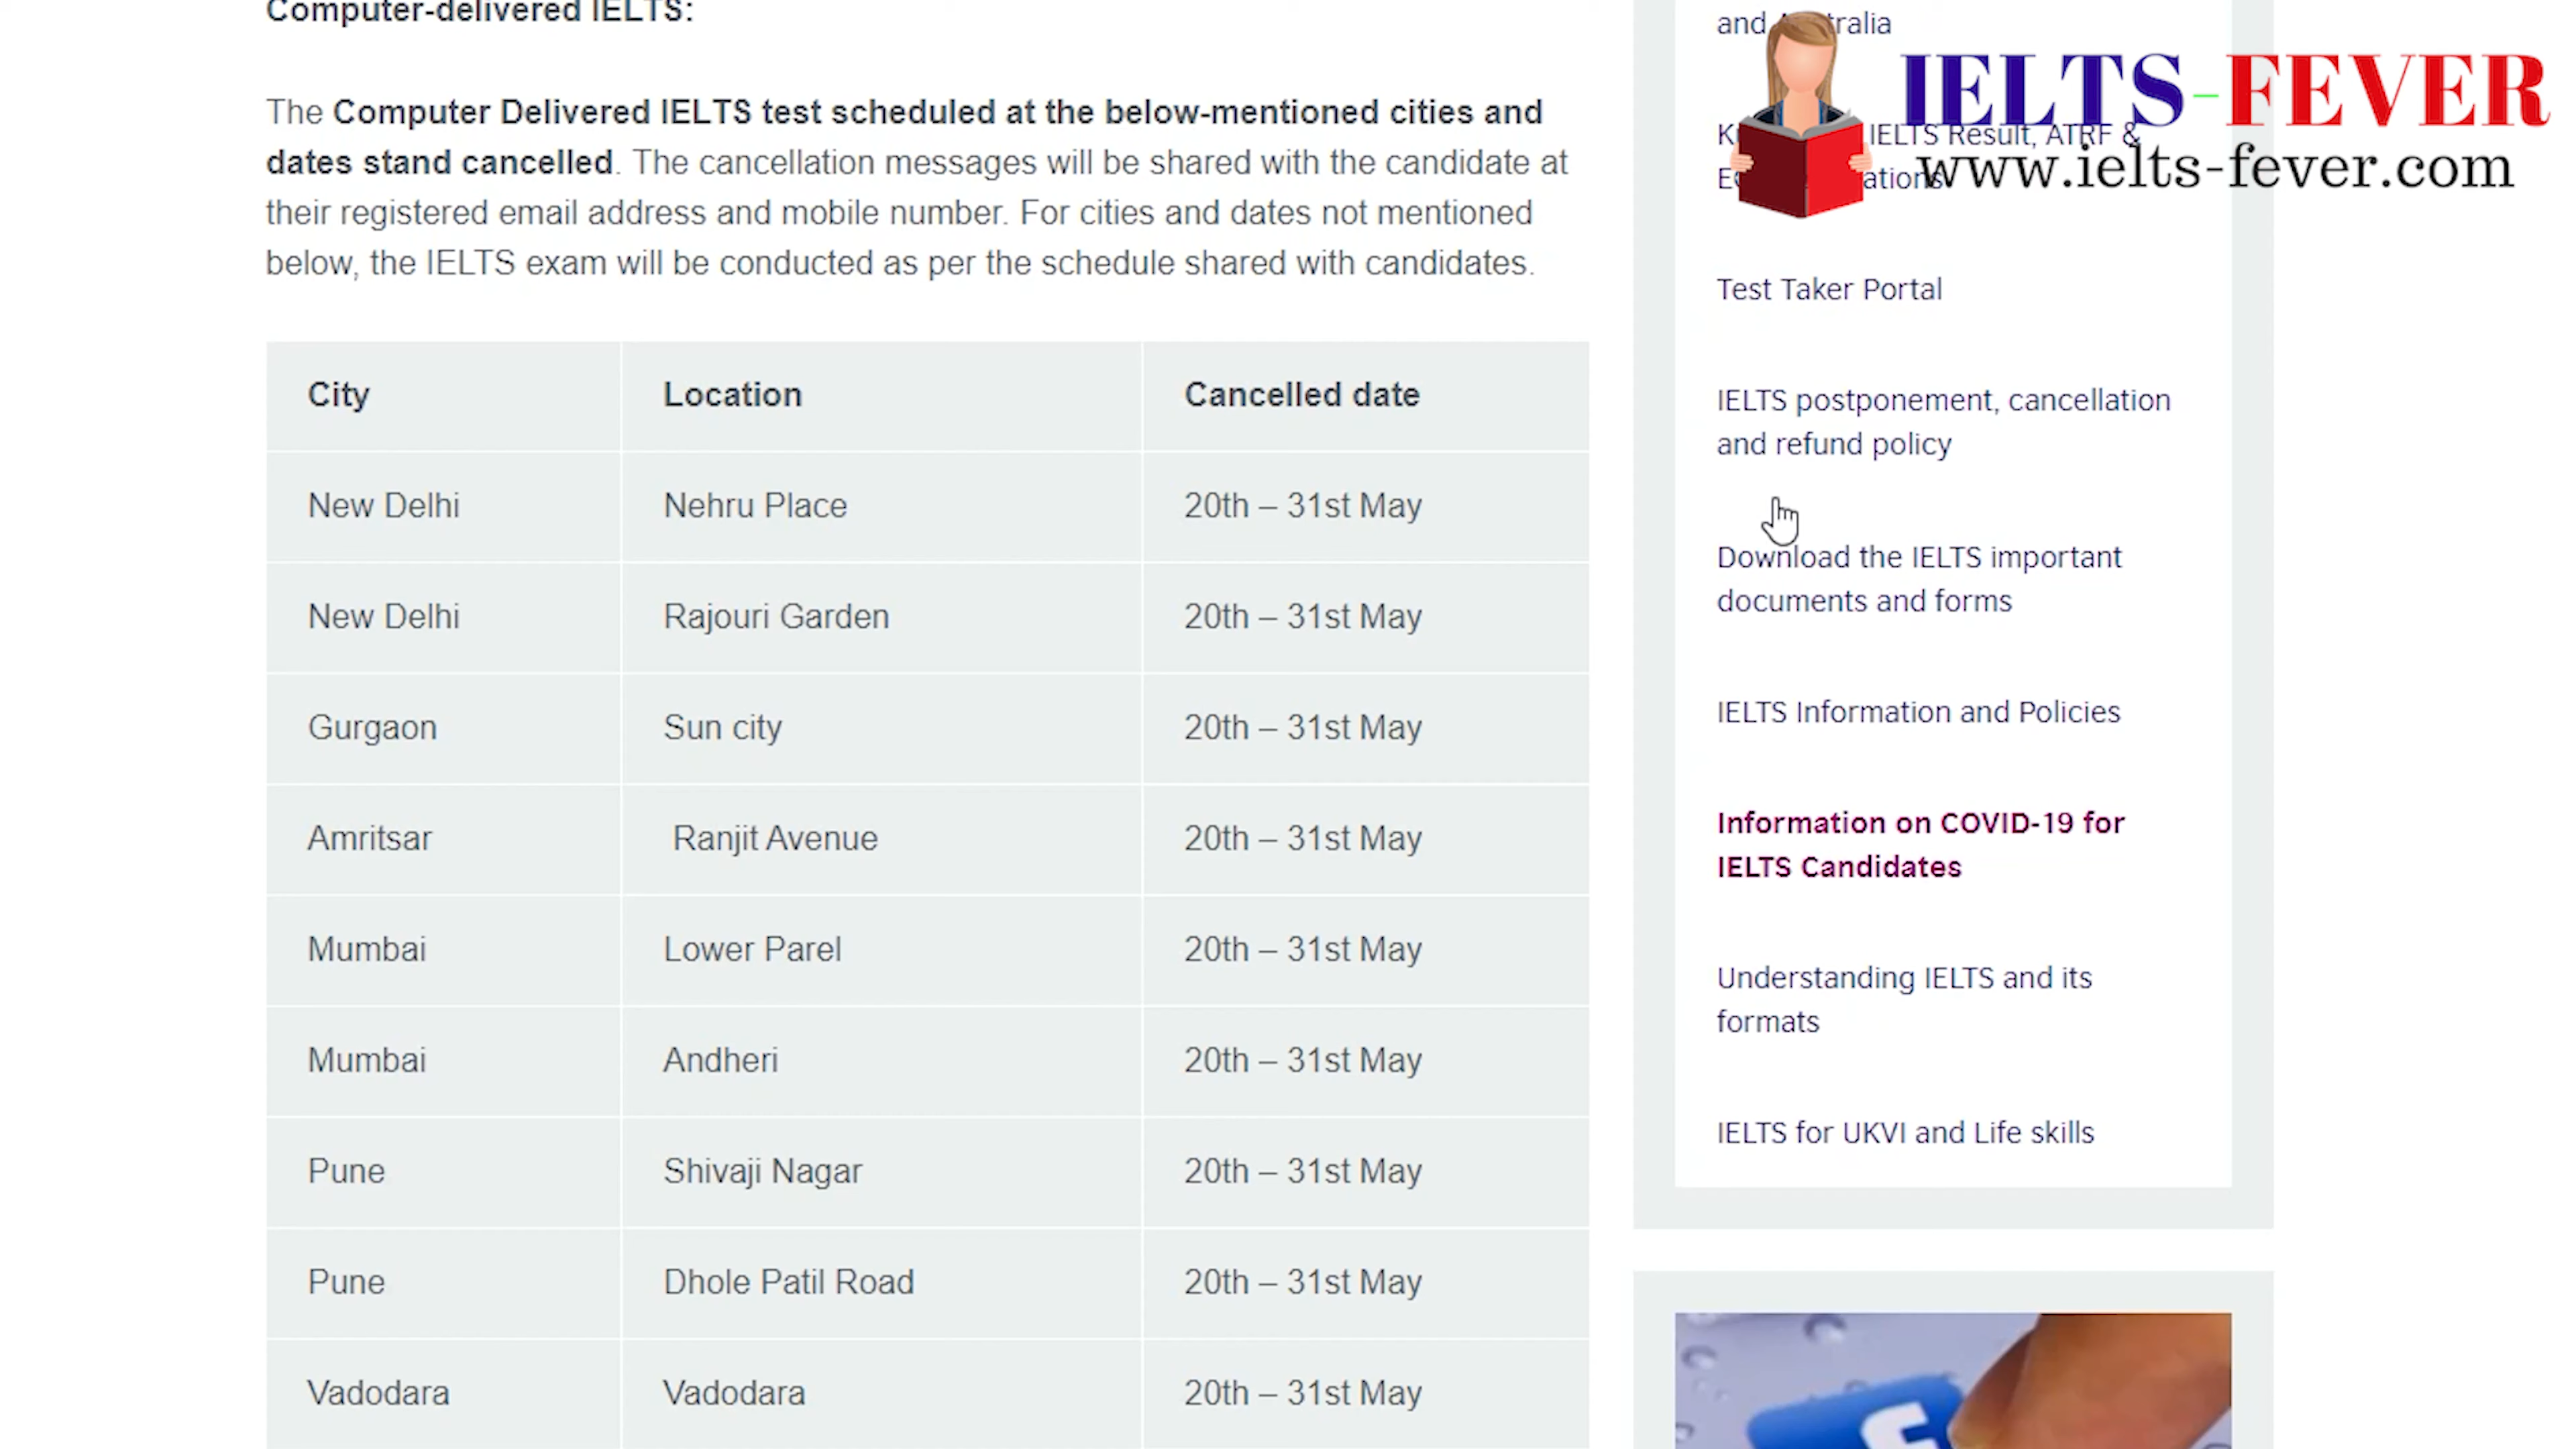 Computer-delivered IELTS:
The Computer Delivered IELTS test scheduled at the below-mentioned cities and
dates stand cancelled. The cancellation messages will be shared with the candidate at
their registered email address and mobile number. For cities and dates not mentioned
below, the IELTS exam will be conducted as per the schedule shared with candidates.
City Location Cancelled date
New Delhi Nehru Place 20th – 31st May
New Delhi Rajouri Garden 20th – 31st May
Gurgaon Sun city 20th – 31st May
Amritsar Ranjit Avenue 20th – 31st May
Mumbai Lower Parel 20th – 31st May
Mumbai Andheri 20th – 31st May
Pune Shivaji Nagar 20th – 31st May
Pune Dhole Patil Road 20th – 31st May
Vadodara Vadodara 20th – 31st May
and
IELTS-FEVER
IELTS Result, ATRF &
www.ielts-fever.com
Test Taker Portal
IELTS postponement, cancellation
and refund policy
Download the IELTS important
documents and forms
IELTS Information and Policies
Information on COVID-19 for
IELTS Candidates
Understanding IELTS and its
formats
IELTS for UKVI and Life skills